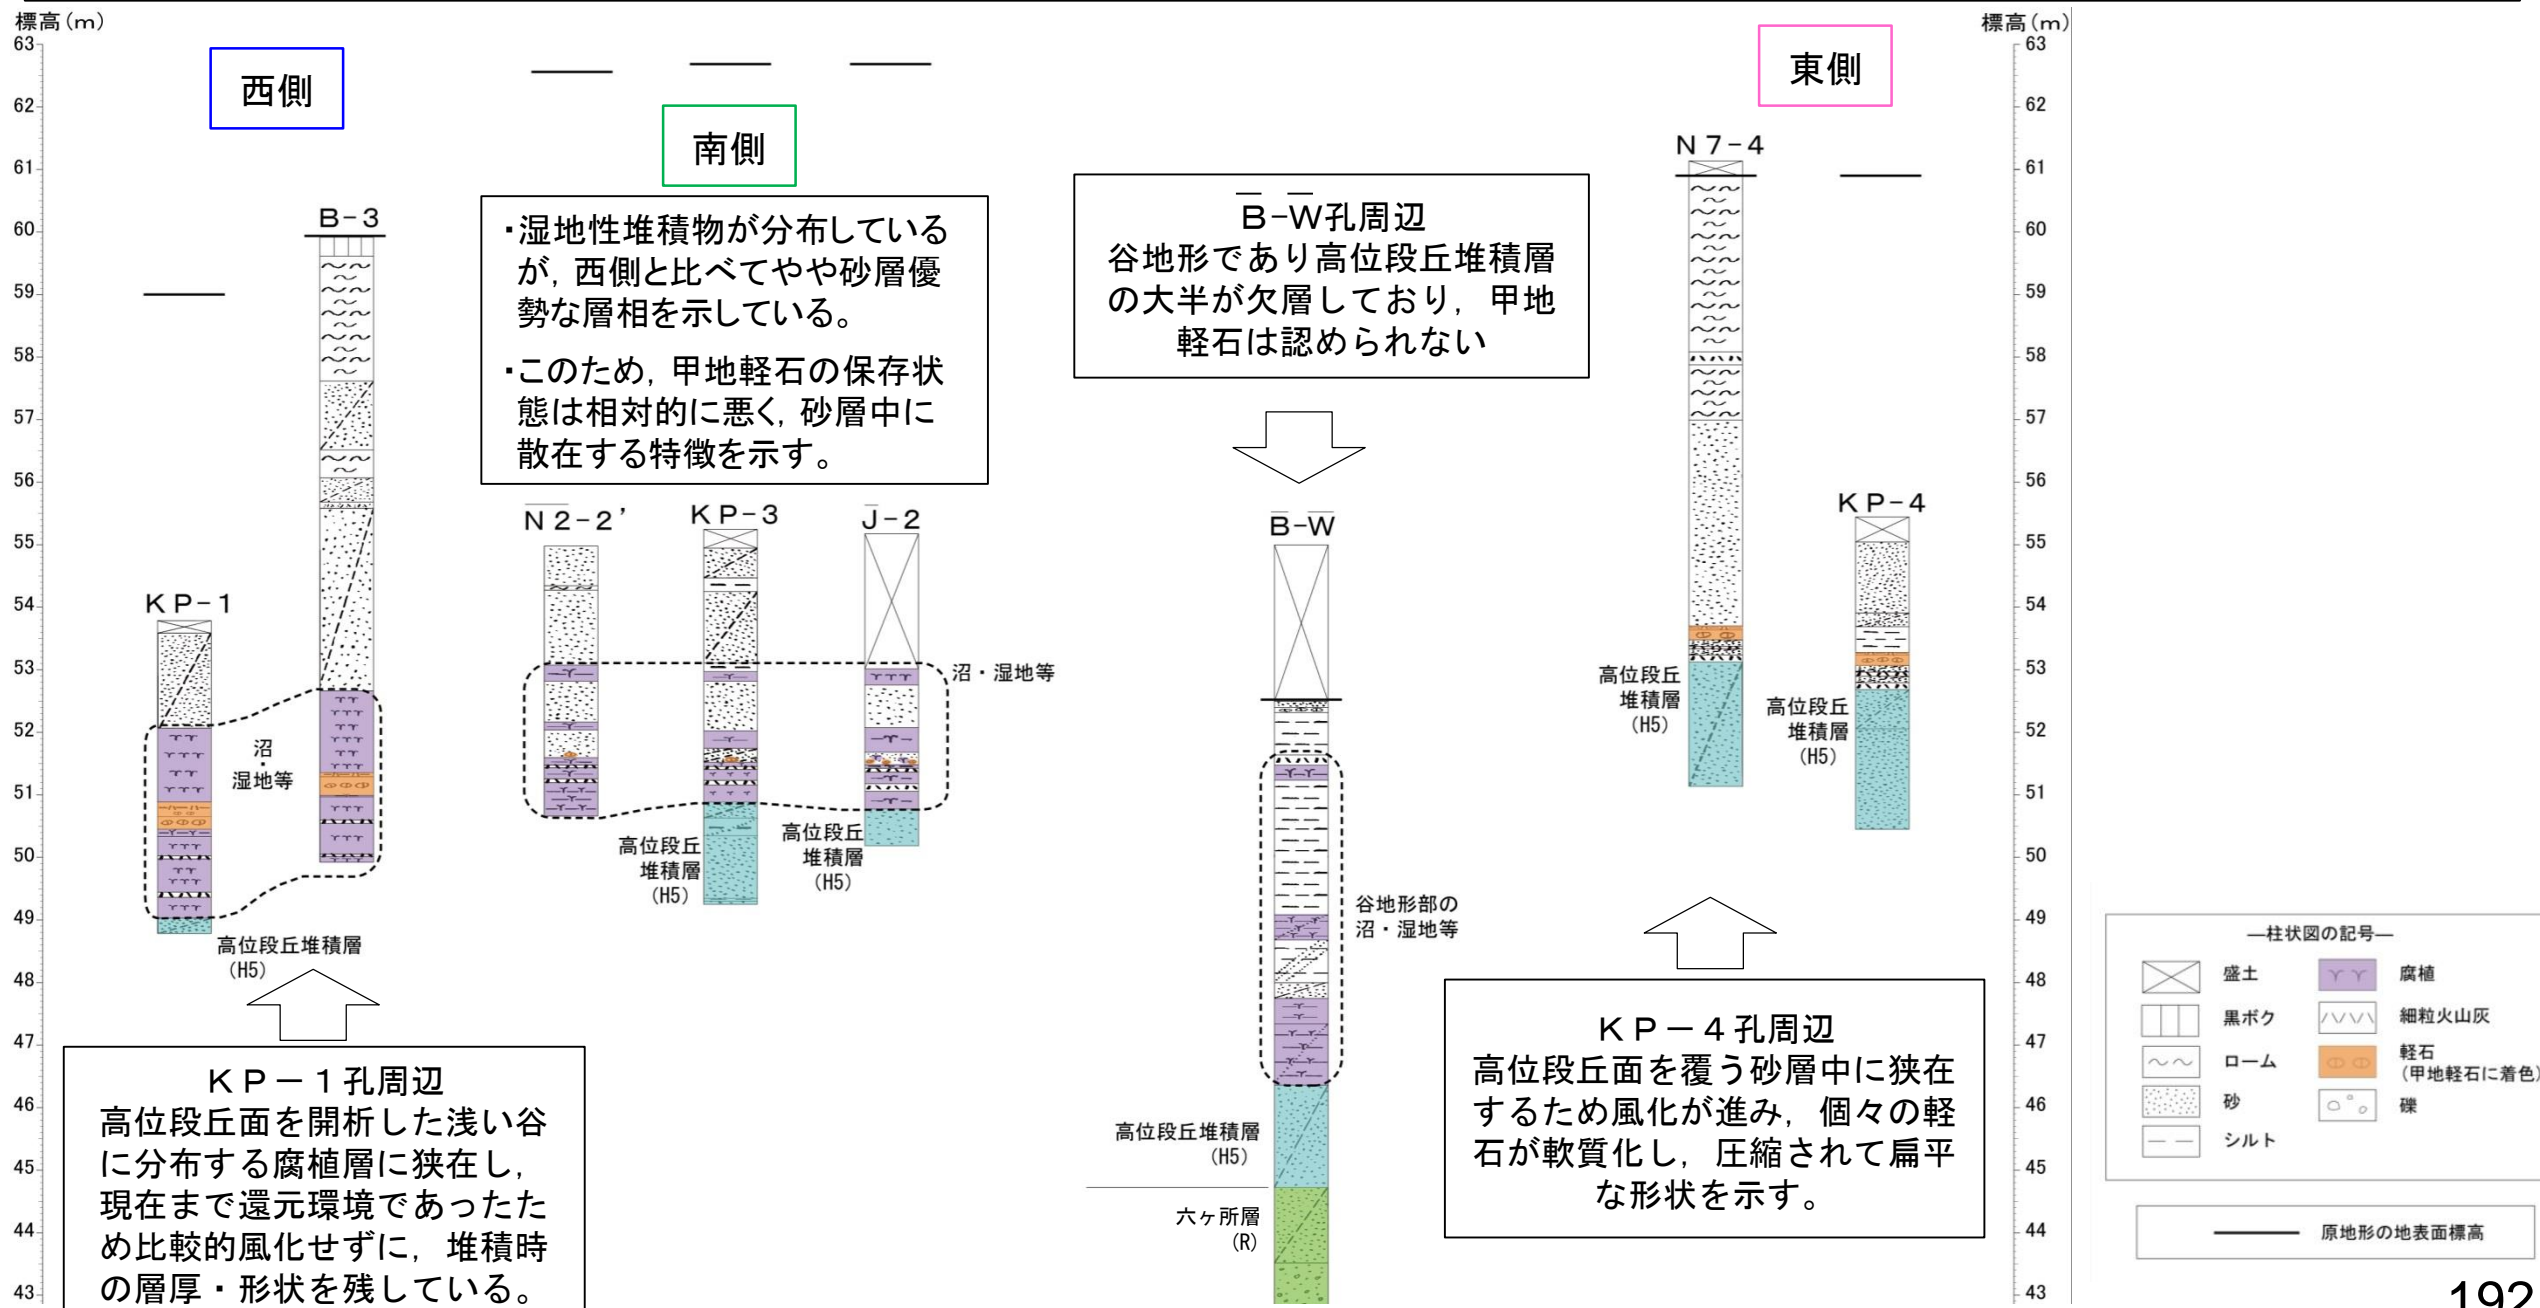 標高(m)
63
62
61
60
59
58
57
56
55
54
53
52
51
50
49
48
47
46
45
44
43
西側
B-3
KP-1
沼
・
湿地等
高位段丘堆積層
(H5)
KP－1孔周辺
高位段丘面を開析した浅い谷
に分布する腐植層に狭在し,
現在まで還元環境であったた
め比較的風化せずに, 堆積時
の層厚・形状を残している。
南側
・湿地性堆積物が分布している
が, 西側と比べてやや砂層優
勢な層相を示している。
・このため, 甲地軽石の保存状
態は相対的に悪く, 砂層中に
散在する特徴を示す。
N̅2̅-2'
KP-3
J̅-2
沼・湿地等
高位段丘
堆積層
(H5)
高位段丘
堆積層
(H5)
B̅-W̅孔周辺
谷地形であり高位段丘堆積層
の大半が欠層しており, 甲地
軽石は認められない
B̅-W̅
谷地形部の
沼・湿地等
高位段丘堆積層
(H5)
六ヶ所層
(R)
東側
N7-4
KP-4
高位段丘
堆積層
(H5)
高位段丘
堆積層
(H5)
KP－4孔周辺
高位段丘面を覆う砂層中に狭在
するため風化が進み, 個々の軽
石が軟質化し, 圧縮されて扁平
な形状を示す。
標高(m)
63
62
61
60
59
58
57
56
55
54
53
52
51
50
49
48
47
46
45
44
43
―柱状図の記号―
盛土
黒ボク
ローム
砂
シルト
腐植
細粒火山灰
軽石
(甲地軽石に着色)
礫
原地形の地表面標高
192